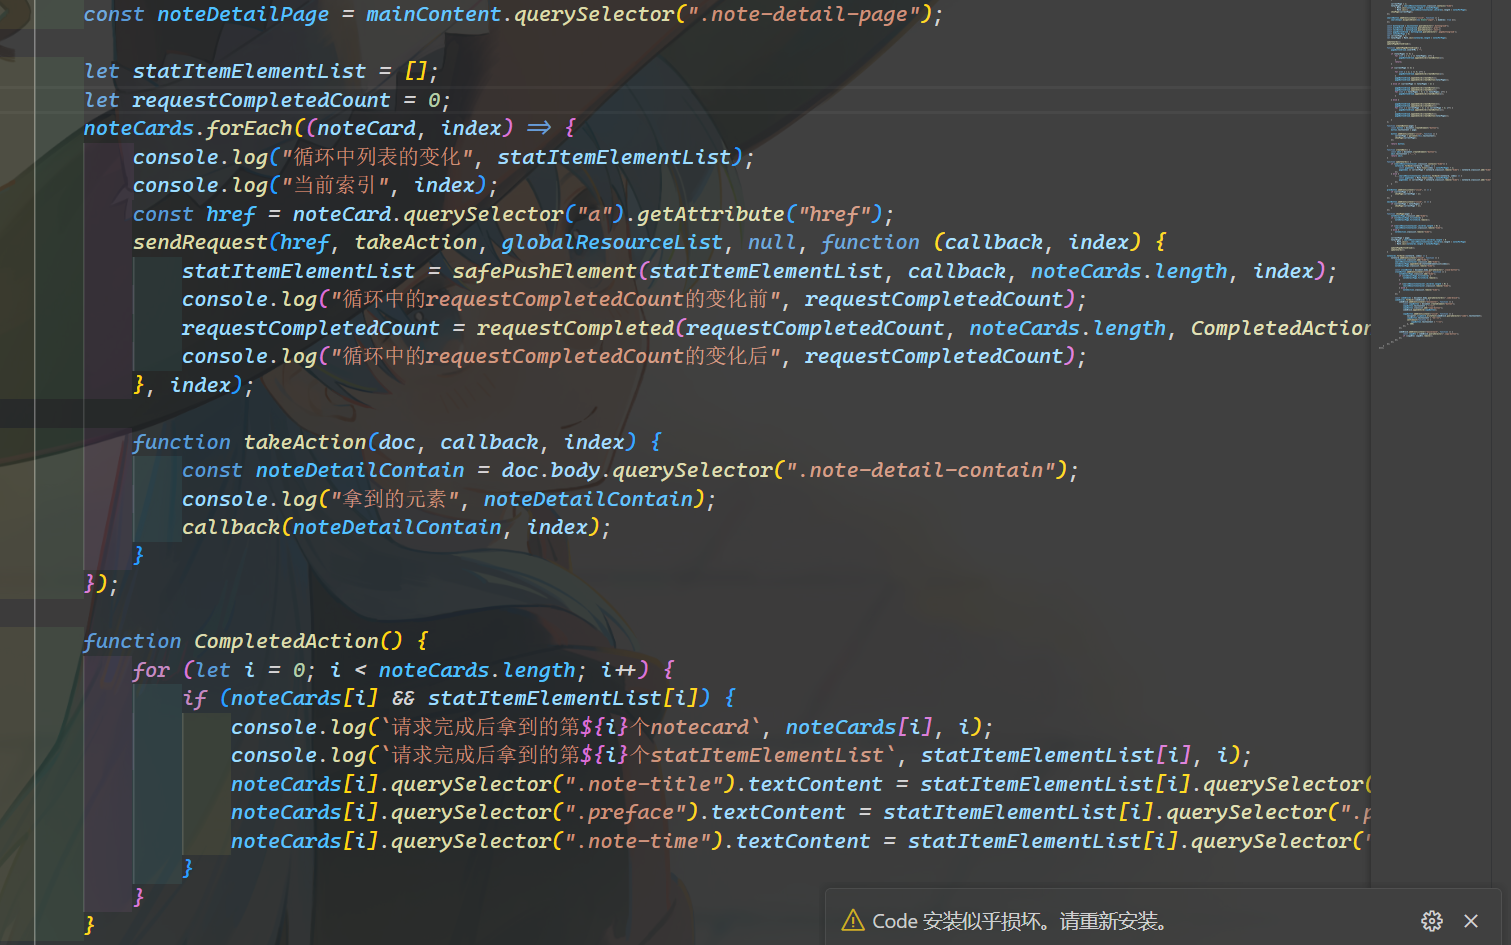 const noteDetailPage = mainContent.querySelector(".note-detail-page");
let statItemElementList = [];
let requestCompletedCount = 0;
noteCards.forEach((noteCard, index) => {
console.log("循环中列表的变化", statItemElementList);
console.log("当前索引", index);
const href = noteCard.querySelector("a").getAttribute("href");
sendRequest(href, takeAction, globalResourceList, null, function (callback, index) {
statItemElementList = safePushElement(statItemElementList, callback, noteCards.length, index);
console.log("循环中的requestCompletedCount的变化前", requestCompletedCount);
requestCompletedCount = requestCompleted(requestCompletedCount, noteCards.length, CompletedAction
console.log("循环中的requestCompletedCount的变化后", requestCompletedCount);
}, index);
function takeAction(doc, callback, index) {
const noteDetailContain = doc.body.querySelector(".note-detail-contain");
console.log("拿到的元素", noteDetailContain);
callback(noteDetailContain, index);
}
});
function CompletedAction() {
for (let i = 0; i < noteCards.length; i++) {
if (noteCards[i] && statItemElementList[i]) {
console.log(`请求完成后拿到的第${i}个notecard`, noteCards[i], i);
console.log(`请求完成后拿到的第${i}个statItemElementList`, statItemElementList[i], i);
noteCards[i].querySelector(".note-title").textContent = statItemElementList[i].querySelector(
noteCards[i].querySelector(".preface").textContent = statItemElementList[i].querySelector(".p
noteCards[i].querySelector(".note-time").textContent = statItemElementList[i].querySelector("
}
}
}
Code 安装似乎损坏。请重新安装。